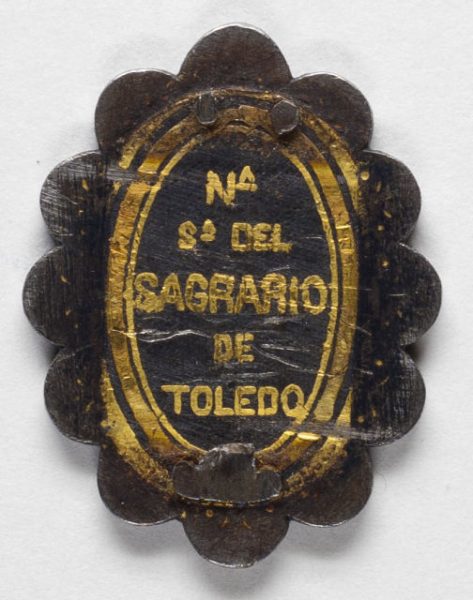 Nª
Sª DEL
SAGRARIO
DE
TOLEDO